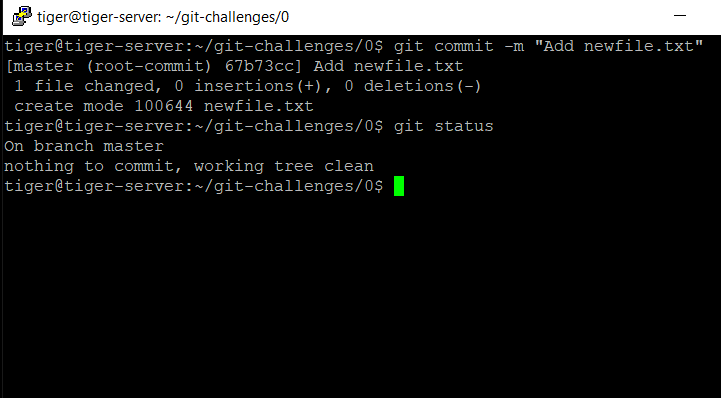 tiger@tiger-server: ~/git-challenges/0
tiger@tiger-server:~/git-challenges/0$ git commit -m "Add newfile.txt"
[master (root-commit) 67b73cc] Add newfile.txt
 1 file changed, 0 insertions(+), 0 deletions(-)
 create mode 100644 newfile.txt
tiger@tiger-server:~/git-challenges/0$ git status
On branch master
nothing to commit, working tree clean
tiger@tiger-server:~/git-challenges/0$